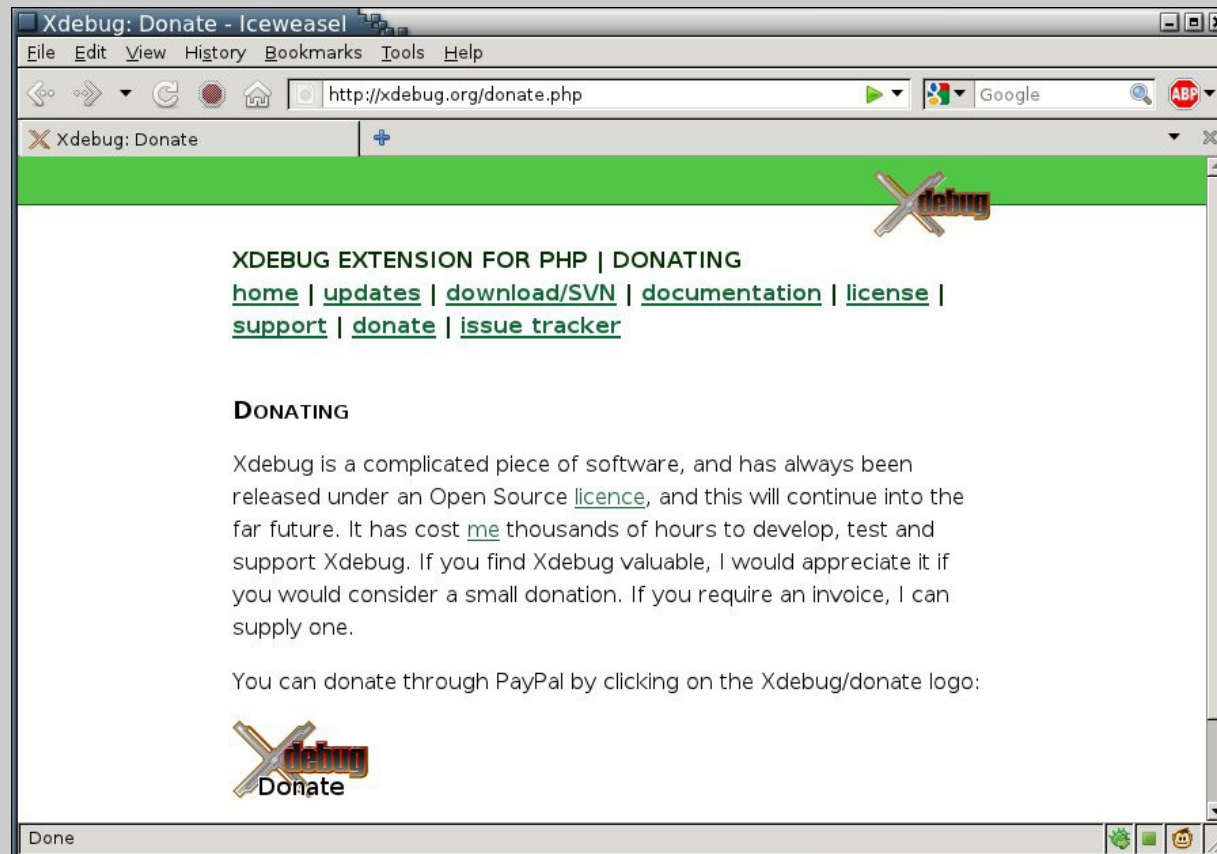 Xdebug: Donate - Iceweasel
File Edit View History Bookmarks Tools Help
http://xdebug.org/donate.php Google ABP
Xdebug: Donate
Xdebug
XDEBUG EXTENSION FOR PHP | DONATING
home | updates | download/SVN | documentation | license |
support | donate | issue tracker
DONATING
Xdebug is a complicated piece of software, and has always been
released under an Open Source licence, and this will continue into the
far future. It has cost me thousands of hours to develop, test and
support Xdebug. If you find Xdebug valuable, I would appreciate it if
you would consider a small donation. If you require an invoice, I can
supply one.
You can donate through PayPal by clicking on the Xdebug/donate logo:
Xdebug
Donate
Done